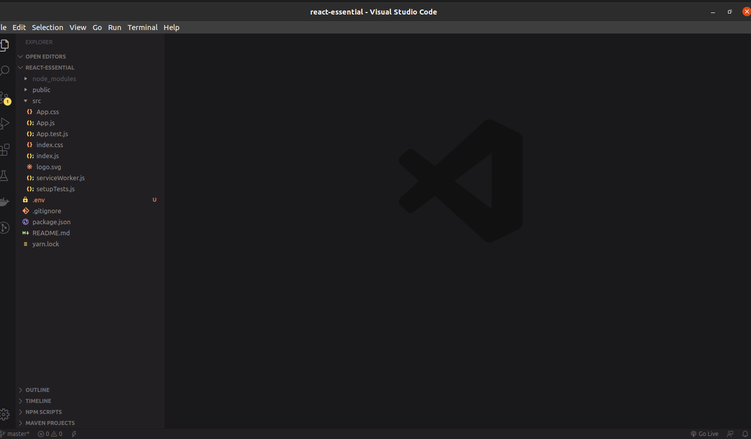 react-essential - Visual Studio Code
le Edit Selection View Go Run Terminal Help
EXPLORER
OPEN EDITORS
REACT-ESSENTIAL
node_modules
public
src
App.css
App.js
App.test.js
index.css
index.js
logo.svg
serviceWorker.js
setupTests.js
.env U
.gitignore
package.json
README.md
yarn.lock
OUTLINE
TIMELINE
NPM SCRIPTS
MAVEN PROJECTS
master* 0 0 Go Live